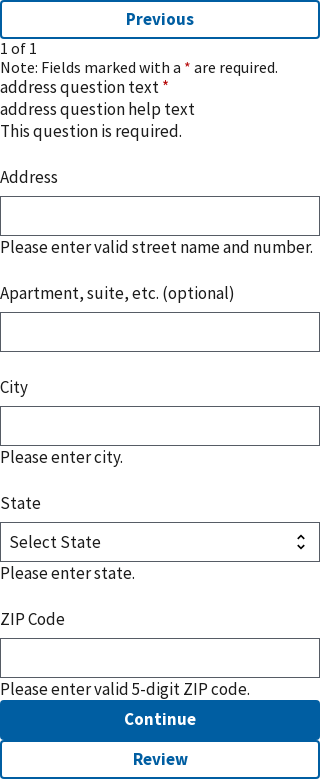 Previous
1 of 1
Note: Fields marked with a * are required.
address question text *
address question help text
This question is required.
Address
Please enter valid street name and number.
Apartment, suite, etc. (optional)
City
Please enter city.
State
Select State
Please enter state.
ZIP Code
Please enter valid 5-digit ZIP code.
Continue
Review